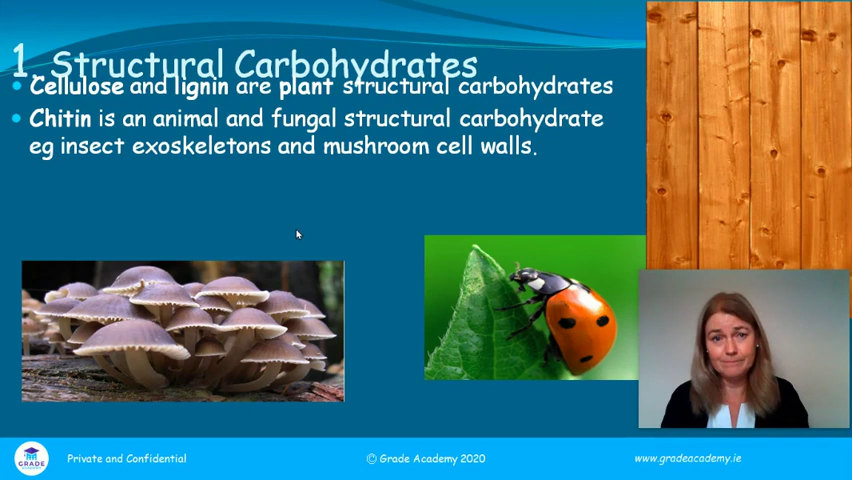 1. Structural Carbohydrates
• Cellulose and lignin are plant structural carbohydrates
• Chitin is an animal and fungal structural carbohydrate
eg insect exoskeletons and mushroom cell walls.
GRADE
Private and Confidential
© Grade Academy 2020
www.gradeacademy.ie